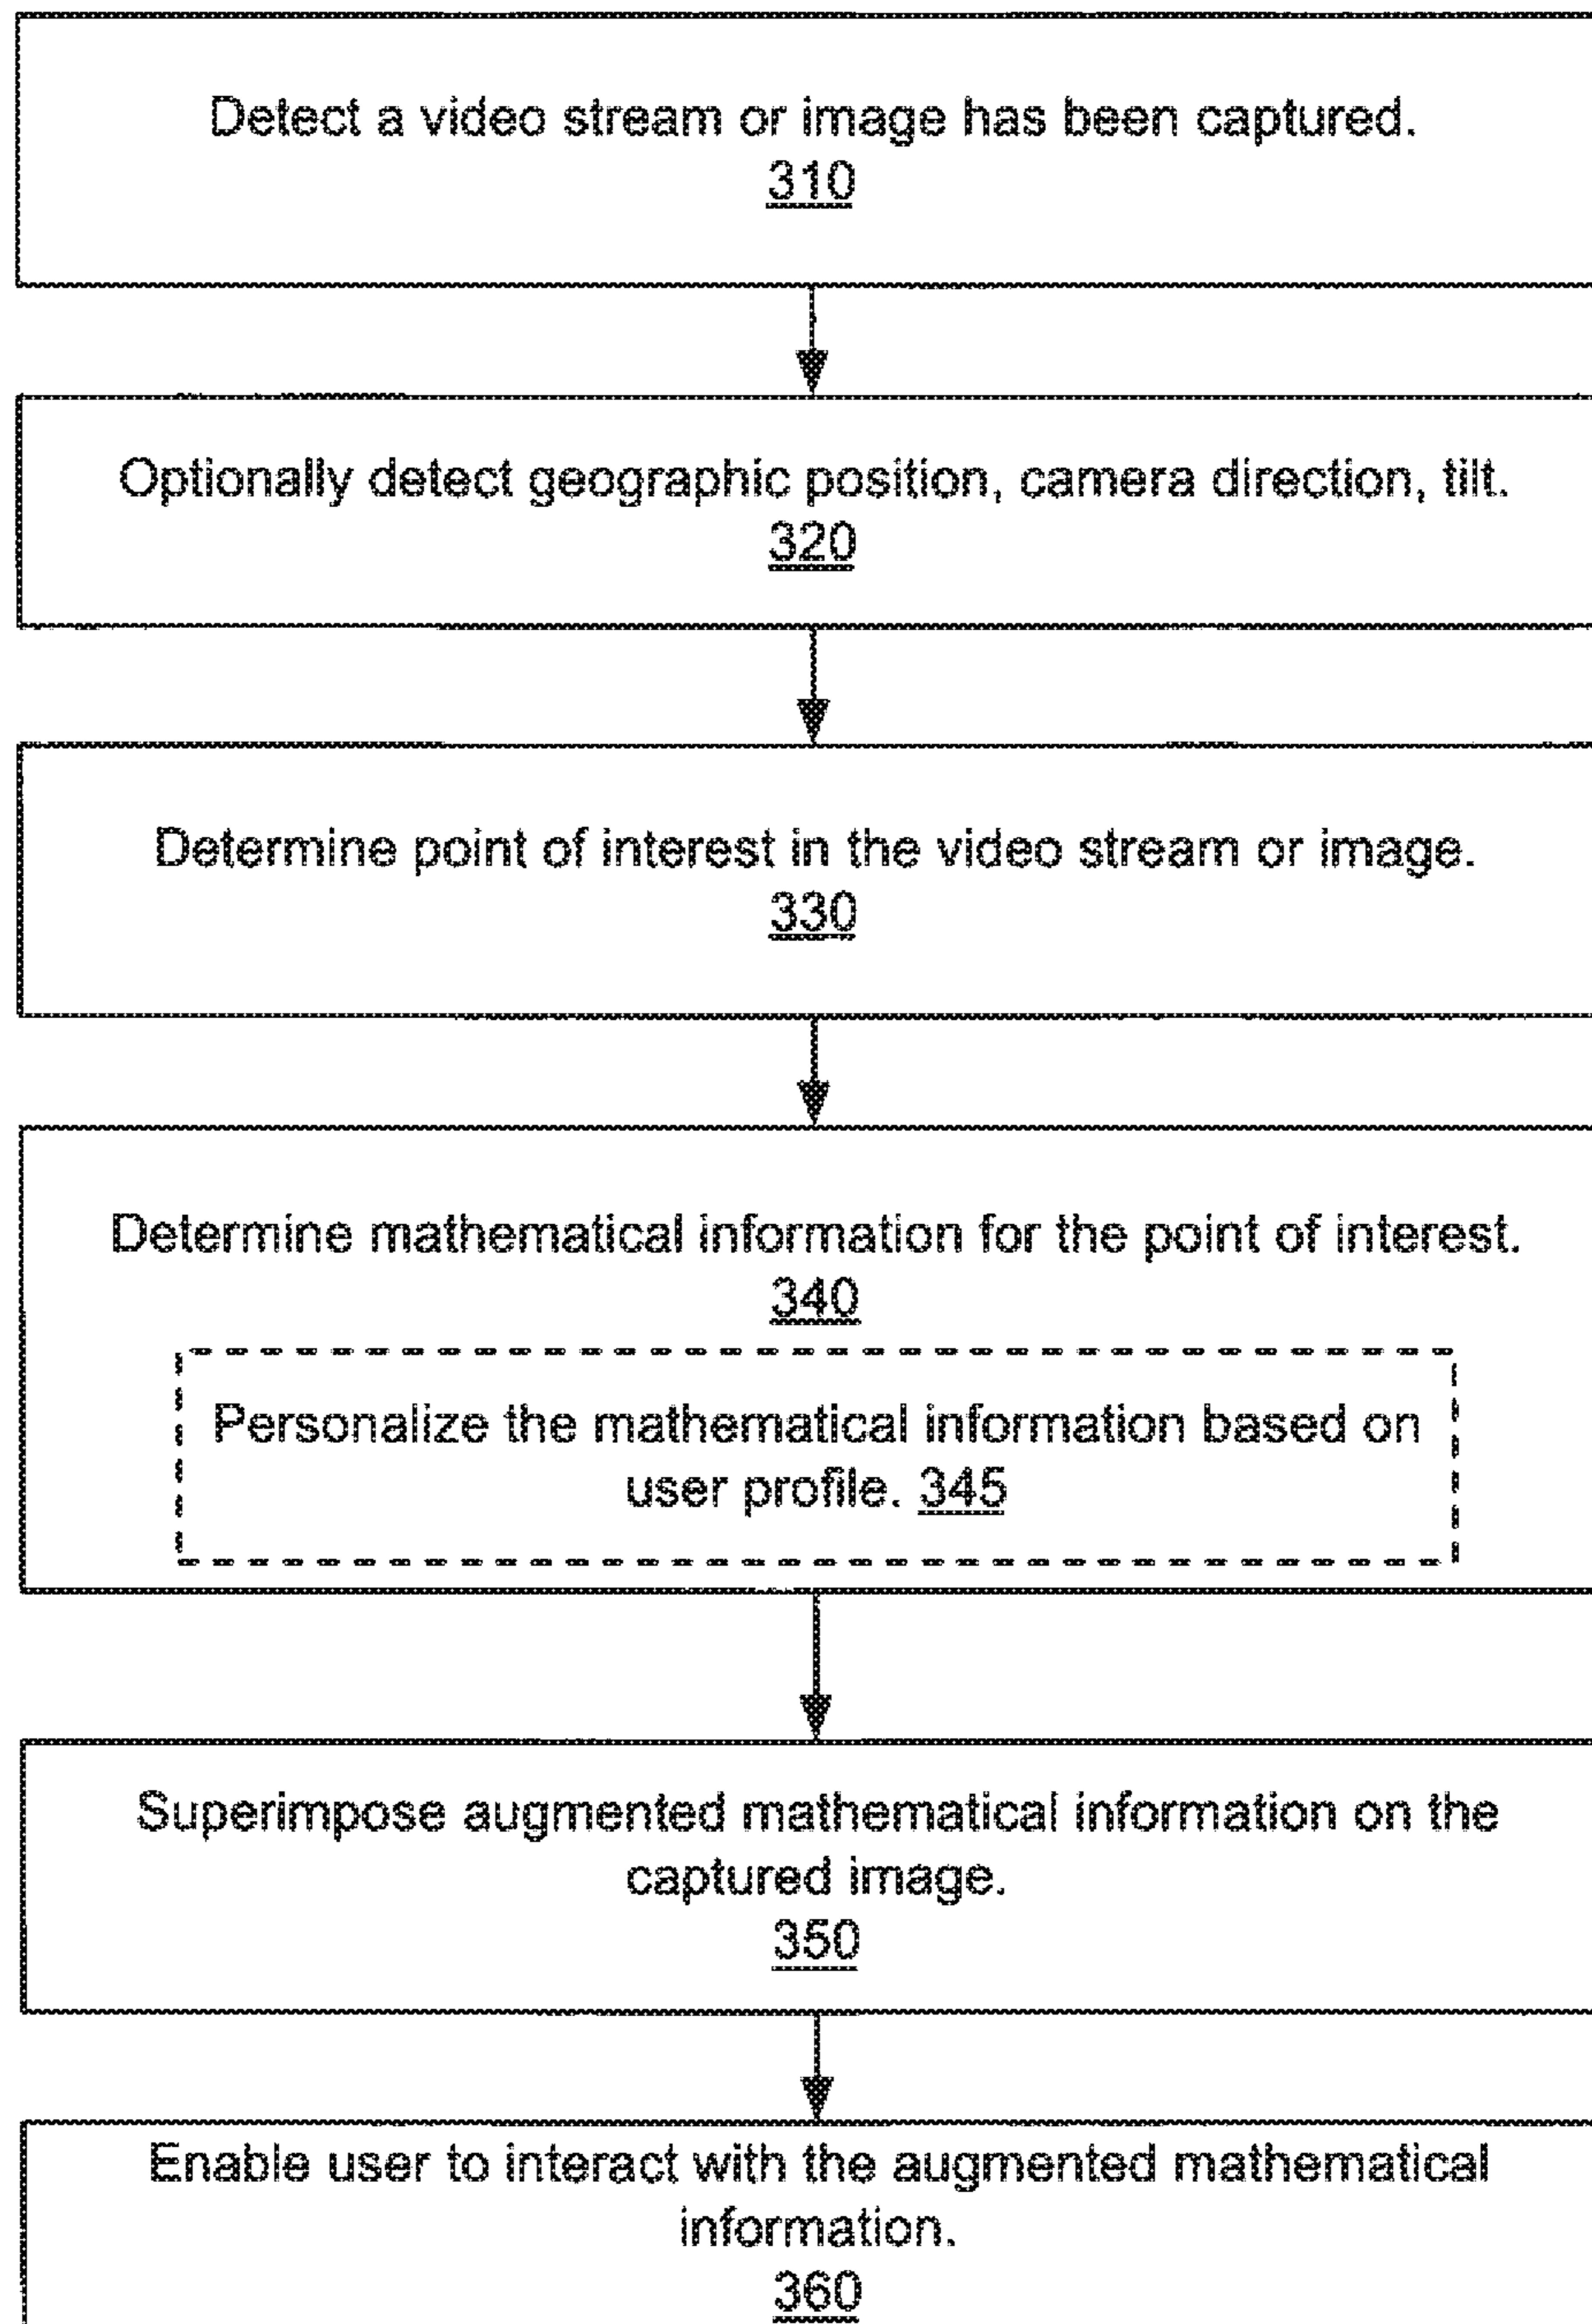 Detect a video stream or image has been captured.
310
Optionally detect geographic position, camera direction, tilt.
320
Determine point of interest in the video stream or image.
330
Determine mathematical information for the point of interest.
340
Personalize the mathematical information based on
user profile. 345
Superimpose augmented mathematical information on the
captured image.
350
Enable user to interact with the augmented mathematical
information.
360